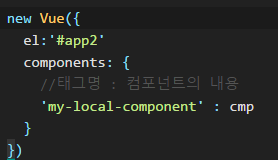 new Vue({
el:'#app2'
components: {
//태그명 : 컴포넌트의 내용
'my-local-component' : cmp
}
})